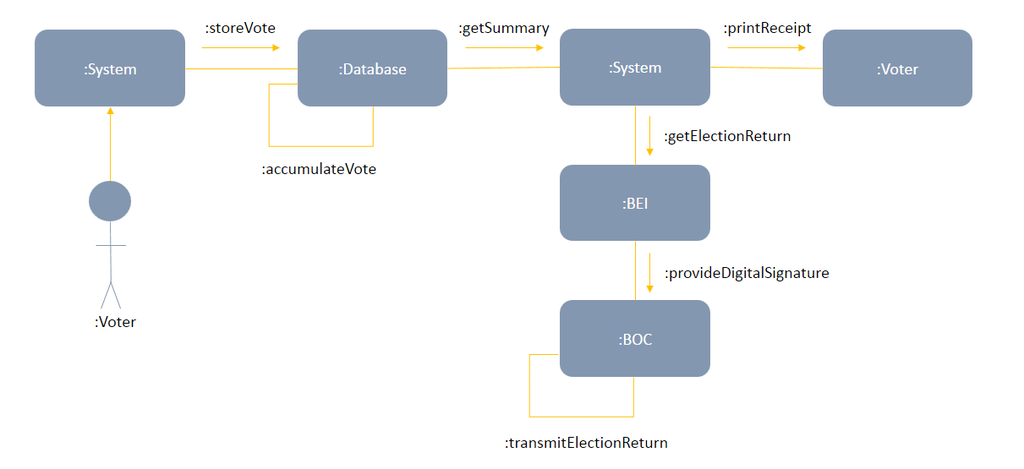 :storeVote
:getSummary
:printReceipt
:System
:Database
:System
:Voter
:getElectionReturn
:accumulateVote
:BEI
:provideDigitalSignature
:Voter
:BOC
:transmitElectionReturn